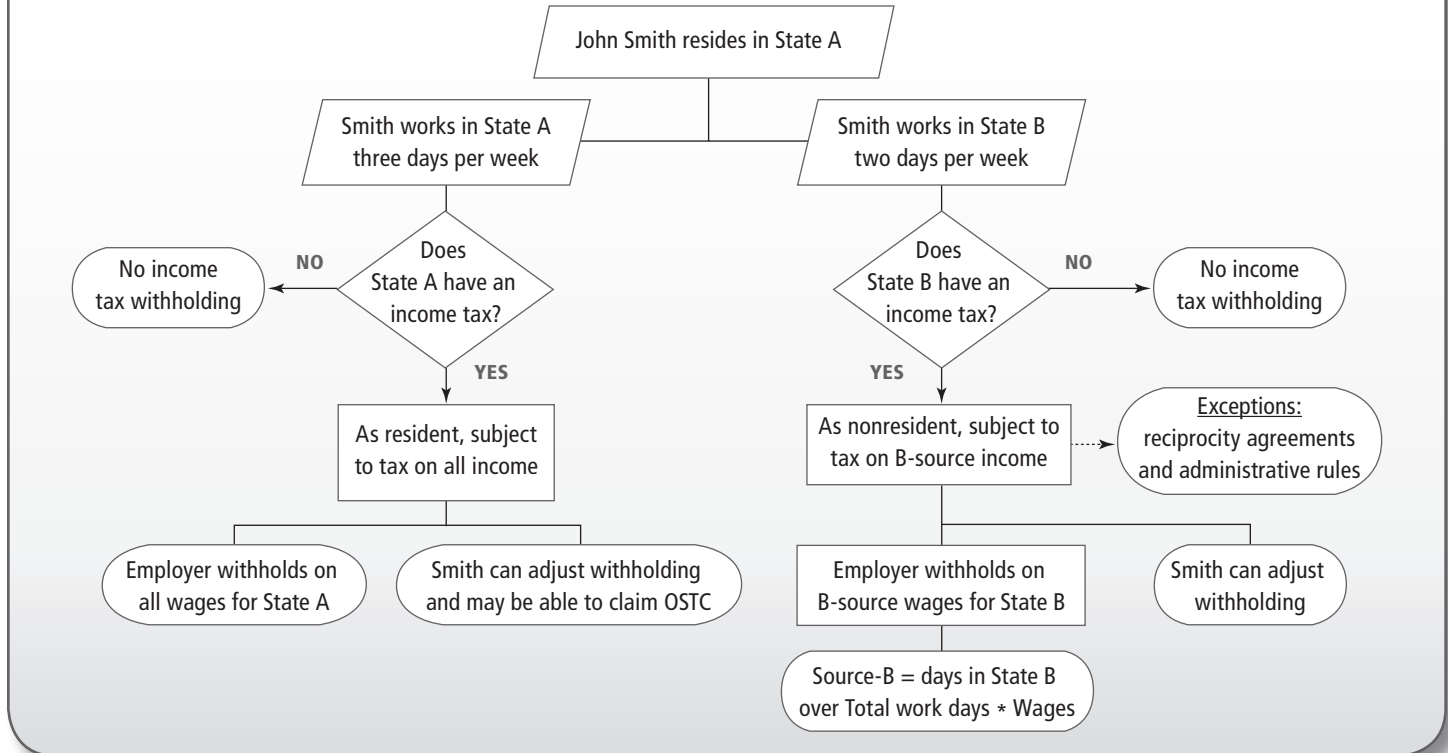 John Smith resides in State A
Smith works in State A
three days per week
Smith works in State B
two days per week
Does
State A have an
income tax?
NO
No income
tax withholding
YES
As resident, subject
to tax on all income
Employer withholds on
all wages for State A
Smith can adjust withholding
and may be able to claim OSTC
Does
State B have an
income tax?
NO
No income
tax withholding
YES
As nonresident, subject to
tax on B-source income
Exceptions:
reciprocity agreements
and administrative rules
Employer withholds on
B-source wages for State B
Smith can adjust
withholding
Source-B = days in State B
over Total work days * Wages